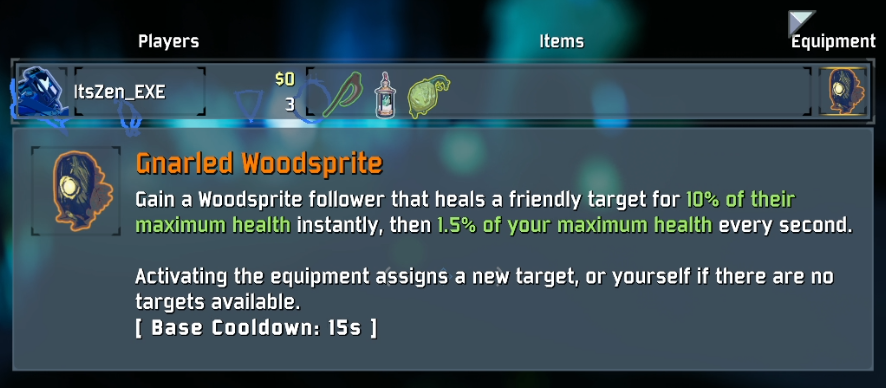 Players Items Equipment
ItsZen_EXE $0
3
Gnarled Woodsprite
Gain a Woodsprite follower that heals a friendly target for 10% of their
maximum health instantly, then 1.5% of your maximum health every second.
Activating the equipment assigns a new target, or yourself if there are no
targets available.
[ Base Cooldown: 15s ]